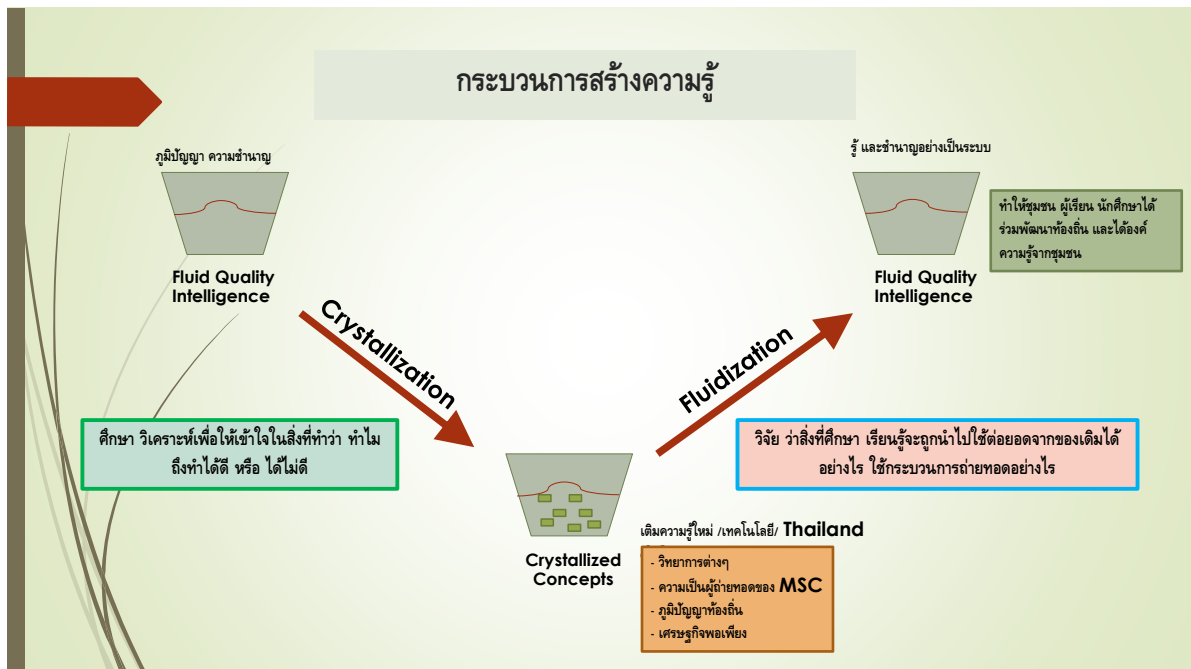 กระบวนการสร้างความรู้
ภูมิปัญญา ความชำนาญ
Fluid Quality
Intelligence
Crystallization
ศึกษา วิเคราะห์เพื่อให้เข้าใจในสิ่งที่ทำว่า ทำไม
ถึงทำได้ดี หรือ ได้ไม่ดี
Crystallized
Concepts
เติมความรู้ใหม่ /เทคโนโลยี/ Thailand
- วิทยาการต่างๆ
- ความเป็นผู้ถ่ายทอดของ MSC
- ภูมิปัญญาท้องถิ่น
- เศรษฐกิจพอเพียง
Fluidization
วิจัย ว่าสิ่งที่ศึกษา เรียนรู้จะถูกนำไปใช้ต่อยอดจากของเดิมได้
อย่างไร ใช้กระบวนการถ่ายทอดอย่างไร
รู้ และชำนาญอย่างเป็นระบบ
Fluid Quality
Intelligence
ทำให้ชุมชน ผู้เรียน นักศึกษาได้
ร่วมพัฒนาท้องถิ่น และได้องค์
ความรู้จากชุมชน